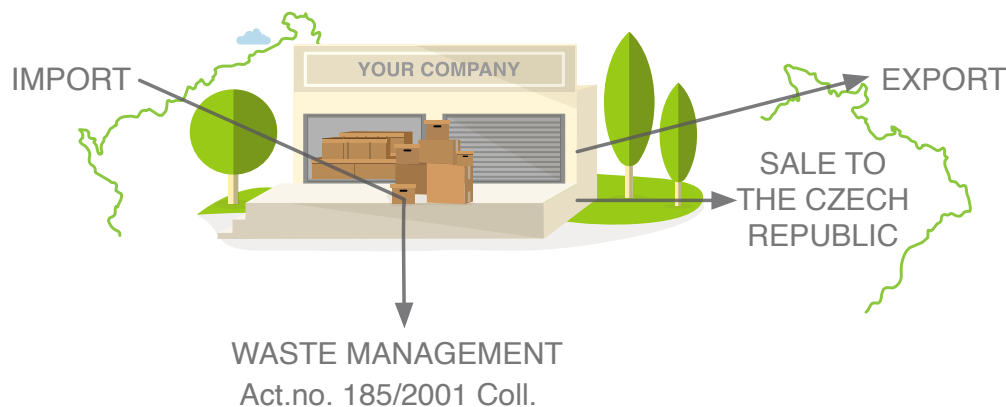 YOUR COMPANY
IMPORT
EXPORT
SALE TO
THE CZECH
REPUBLIC
WASTE MANAGEMENT
Act.no. 185/2001 Coll.